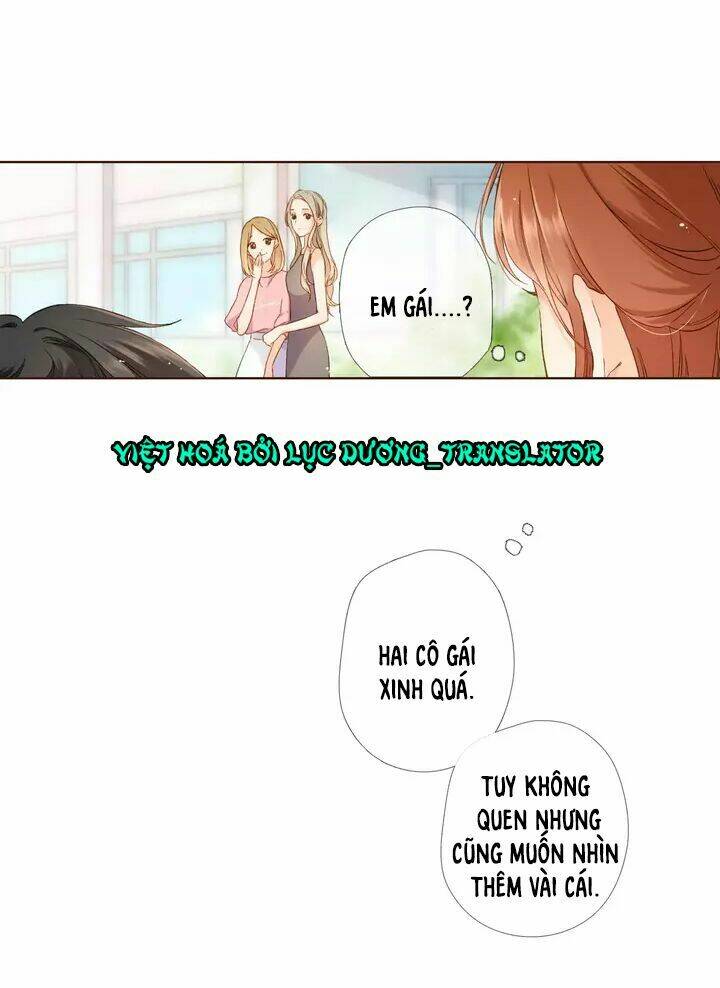 EM GÁI....?
VIỆT HOÁ BỞI LỤC DƯƠNG_TRANSLATOR
HAI CÔ GÁI
XINH QUÁ.
TUY KHÔNG
QUEN NHƯNG
CŨNG MUỐN NHÌN
THÊM VÀI CÁI.